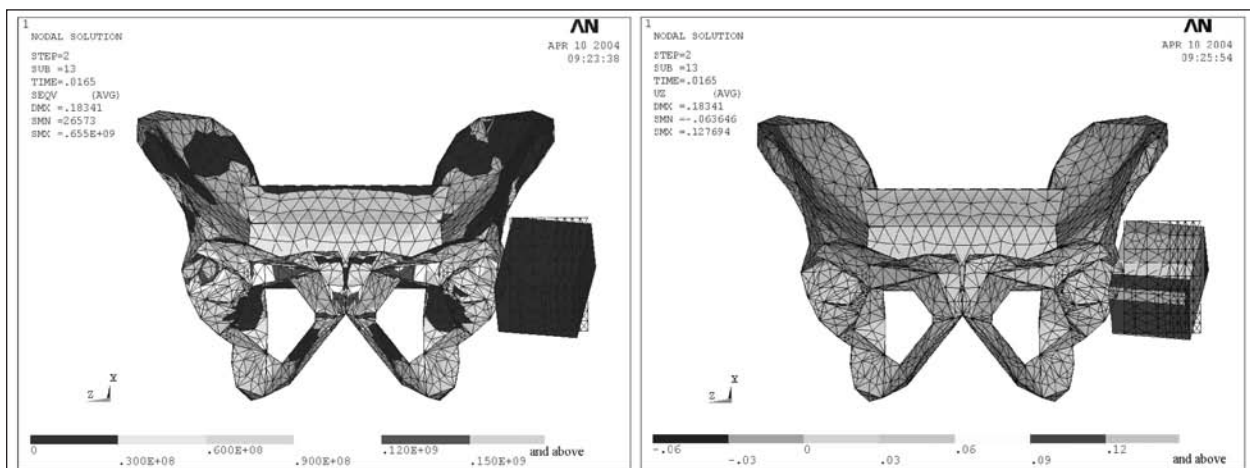 1
NODAL SOLUTION
AN
APR 10 2004
09:23:38
STEP=2
SUB =13
TIME=.0165
SEQV (AVG)
DMX =.18341
SMN =26573
SMX =.655E+09
X
Z
0 .600E+00 .120E+09 and above
.300E+08 .900E+08 .150E+09
1
NODAL SOLUTION
AN
APR 10 2004
09:25:54
STEP=2
SUB =13
TIME=.0165
UZ (AVG)
DMX =.18341
SMN =-.063646
SMX =.127694
X
Z
-.06 0 .06 .12 and above
-.03 .03 .09